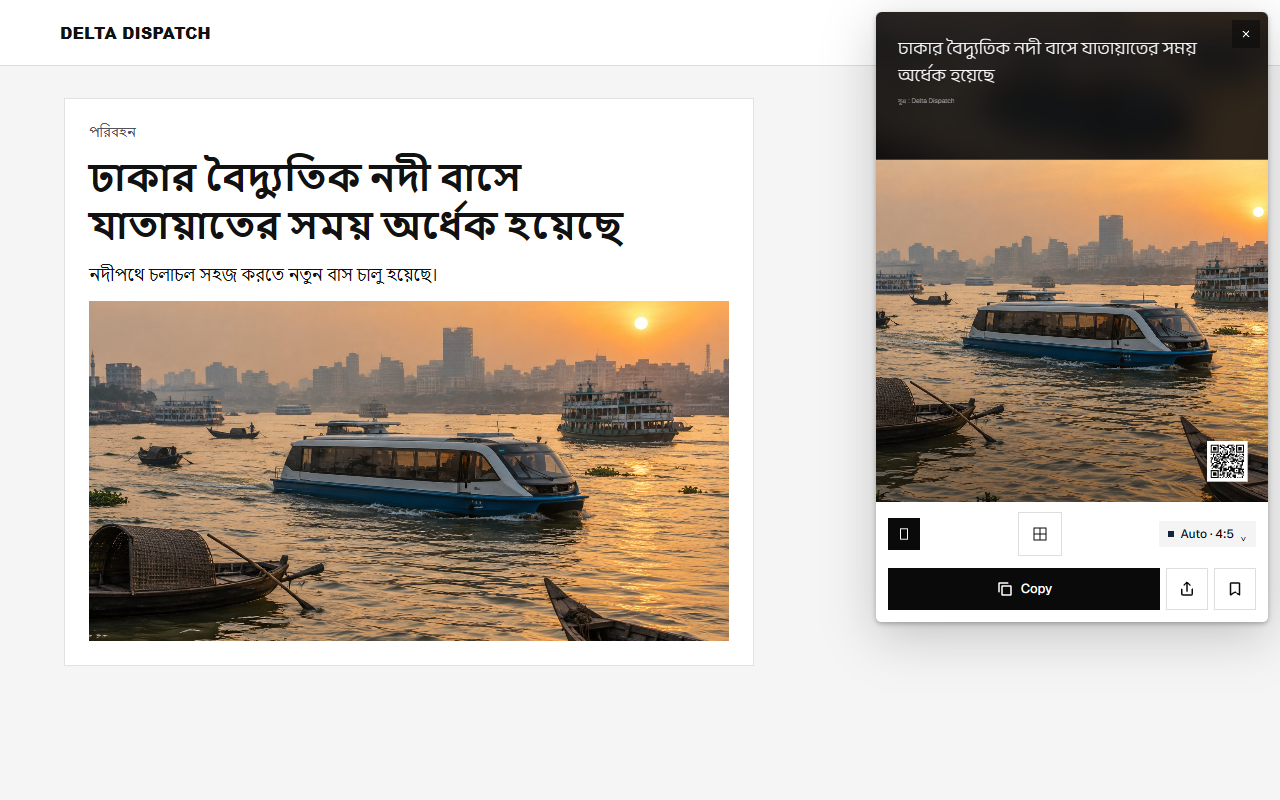 DELTA DISPATCH
পরিবহন
ঢাকার বৈদ্যুতিক নদী বাসে
যাতায়াতের সময় অর্ধেক হয়েছে
নদীপথে চলাচল সহজ করতে নতুন বাস চালু হয়েছে।
ঢাকার বৈদ্যুতিক নদী বাসে যাতায়াতের সময়
অর্ধেক হয়েছে
সূত্র : Delta Dispatch
Auto · 4:5
Copy